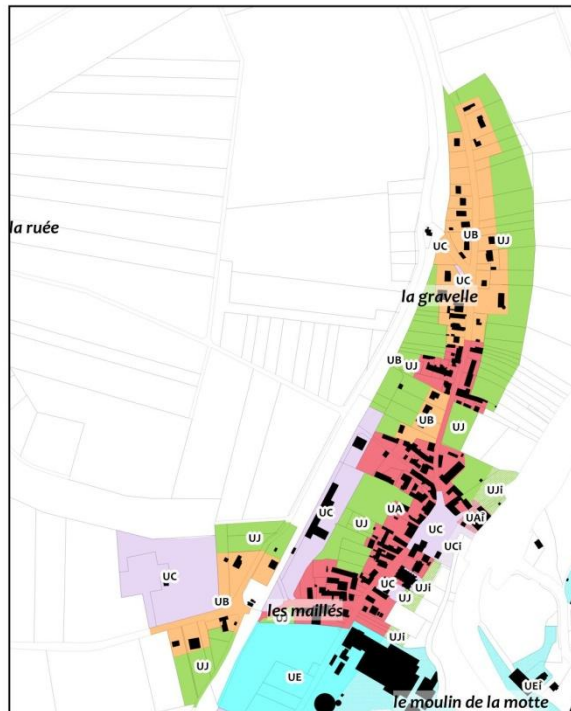 la ruée
UB
UJ
UC
UC
la gravelle
UB
UJ
UB
UJ
UJi
UA
UAi
UC
UJ
UC
UCi
UJ
UC
UC
UJi
UJ
UB
les maillés
UJ
UJi
UJ
UE
UEi
le moulin de la motte